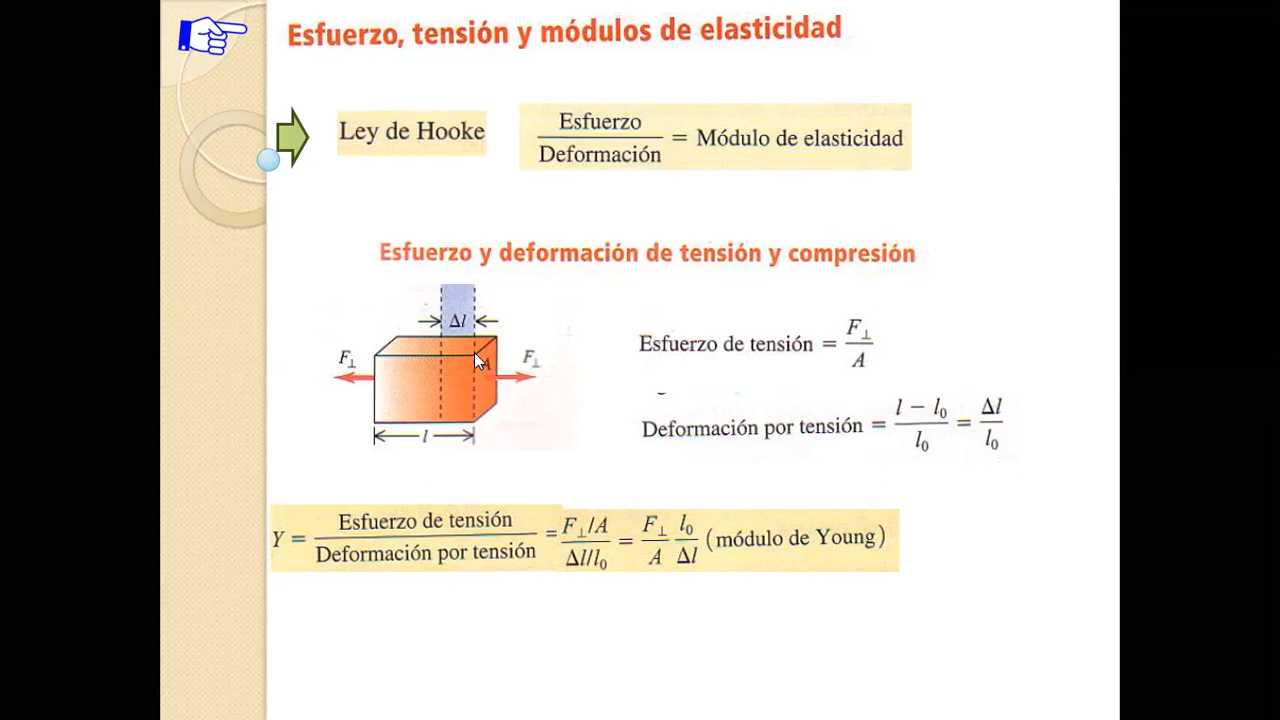 Esfuerzo, tensión y módulos de elasticidad
Ley de Hooke
Esfuerzo / Deformación = Módulo de elasticidad
Esfuerzo y deformación de tensión y compresión
Δl
F⊥ A F⊥
l
Esfuerzo de tensión = F⊥ / A
Deformación por tensión = (l − l₀) / l₀ = Δl / l₀
Y = Esfuerzo de tensión / Deformación por tensión = (F⊥/A) / (Δl/l₀) = (F⊥ / A) (l₀ / Δl) (módulo de Young)